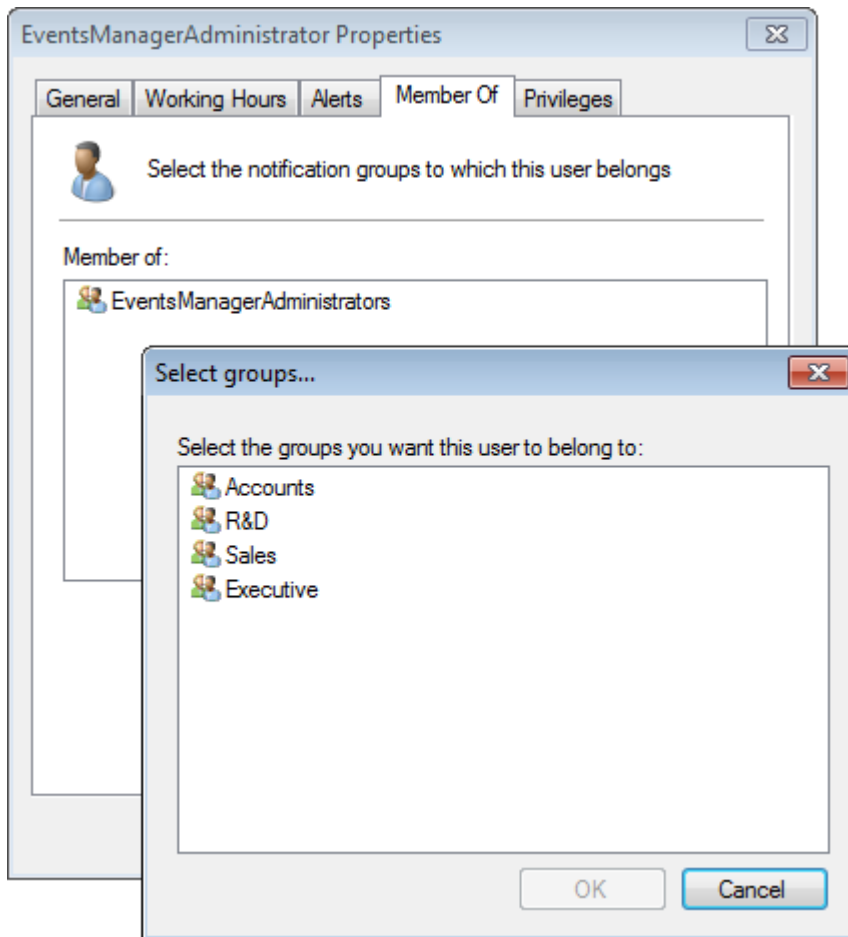 EventsManagerAdministrator Properties
General Working Hours Alerts Member Of Privileges
Select the notification groups to which this user belongs
Member of:
EventsManagerAdministrators
Select groups...
Select the groups you want this user to belong to:
Accounts
R&D
Sales
Executive
OK Cancel